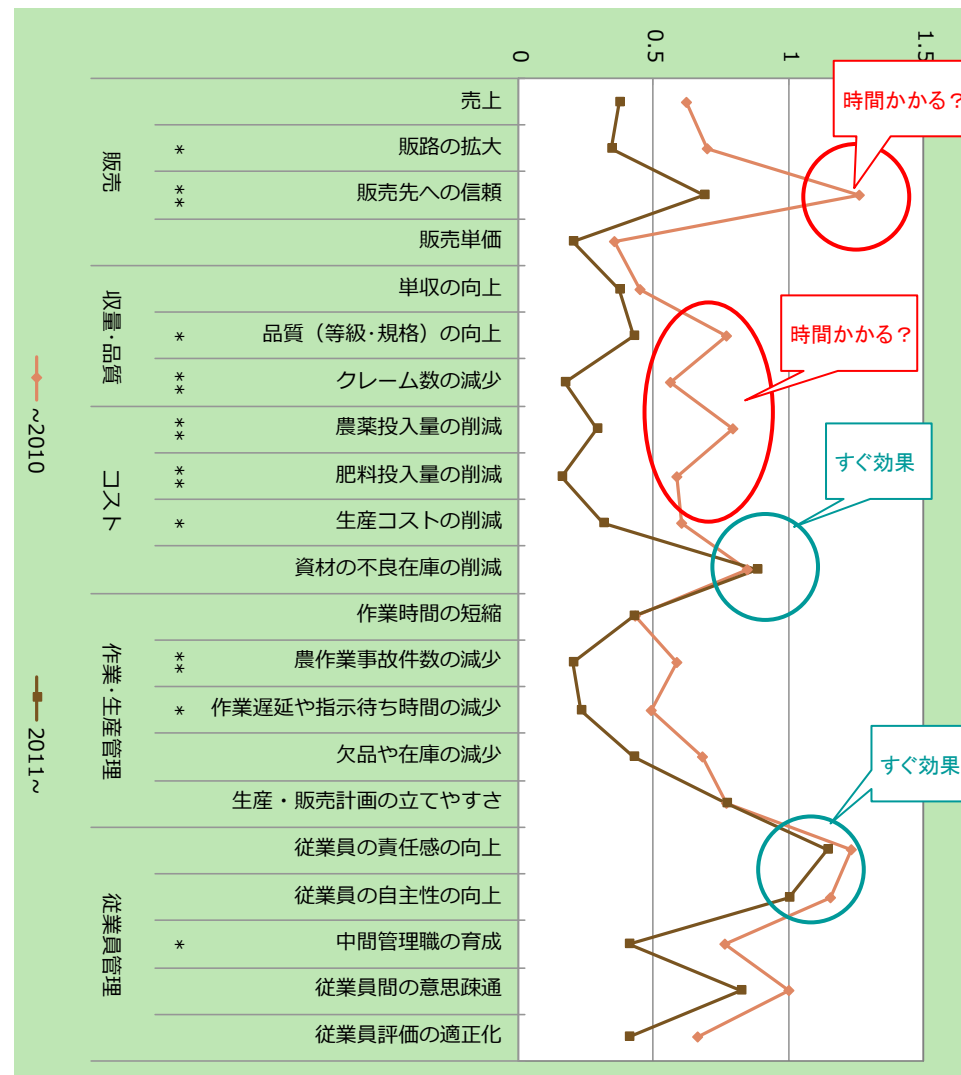 0
0.5
1
1.5
時間かかる?
時間かかる?
すぐ効果
すぐ効果
販売
売上
* 販路の拡大
** 販売先への信頼
販売単価
収量・品質
単収の向上
* 品質（等級・規格）の向上
** クレーム数の減少
コスト
** 農薬投入量の削減
** 肥料投入量の削減
* 生産コストの削減
資材の不良在庫の削減
作業・生産管理
作業時間の短縮
** 農作業事故件数の減少
* 作業遅延や指示待ち時間の減少
欠品や在庫の減少
生産・販売計画の立てやすさ
従業員管理
従業員の責任感の向上
従業員の自主性の向上
* 中間管理職の育成
従業員間の意思疎通
従業員評価の適正化
~2010
2011~